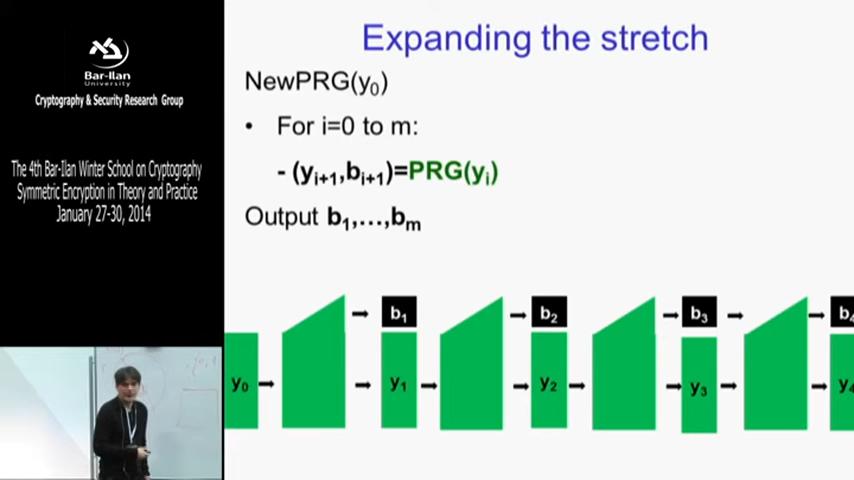 Bar-Ilan
University
Cryptography & Security Research Group
The 4th Bar-Ilan Winter School on Cryptography
Symmetric Encryption in Theory and Practice
January 27-30, 2014
Expanding the stretch
NewPRG(y₀)
• For i=0 to m:
- (yᵢ₊₁,bᵢ₊₁)=PRG(yᵢ)
Output b₁,…,bₘ
b₁ b₂ b₃ b₄
y₀ y₁ y₂ y₃ y₄